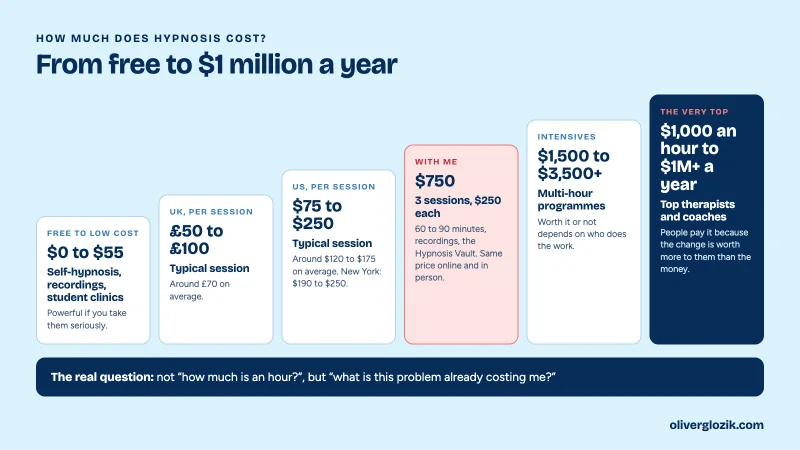 HOW MUCH DOES HYPNOSIS COST?
From free to $1 million a year
FREE TO LOW COST
$0 to $55
Self-hypnosis,
recordings,
student clinics
Powerful if you take
them seriously.
UK, PER SESSION
£50 to
£100
Typical session
Around £70 on
average.
US, PER SESSION
$75 to
$250
Typical session
Around $120 to $175
on average. New York:
$190 to $250.
WITH ME
$750
3 sessions, $250
each
60 to 90 minutes,
recordings, the
Hypnosis Vault. Same
price online and in
person.
INTENSIVES
$1,500 to
$3,500+
Multi-hour
programmes
Worth it or not
depends on who does
the work.
THE VERY TOP
$1,000 an
hour to
$1M+ a
year
Top therapists
and coaches
People pay it because
the change is worth
more to them than the
money.
The real question: not “how much is an hour?”, but “what is this problem already costing me?”
oliverglozik.com